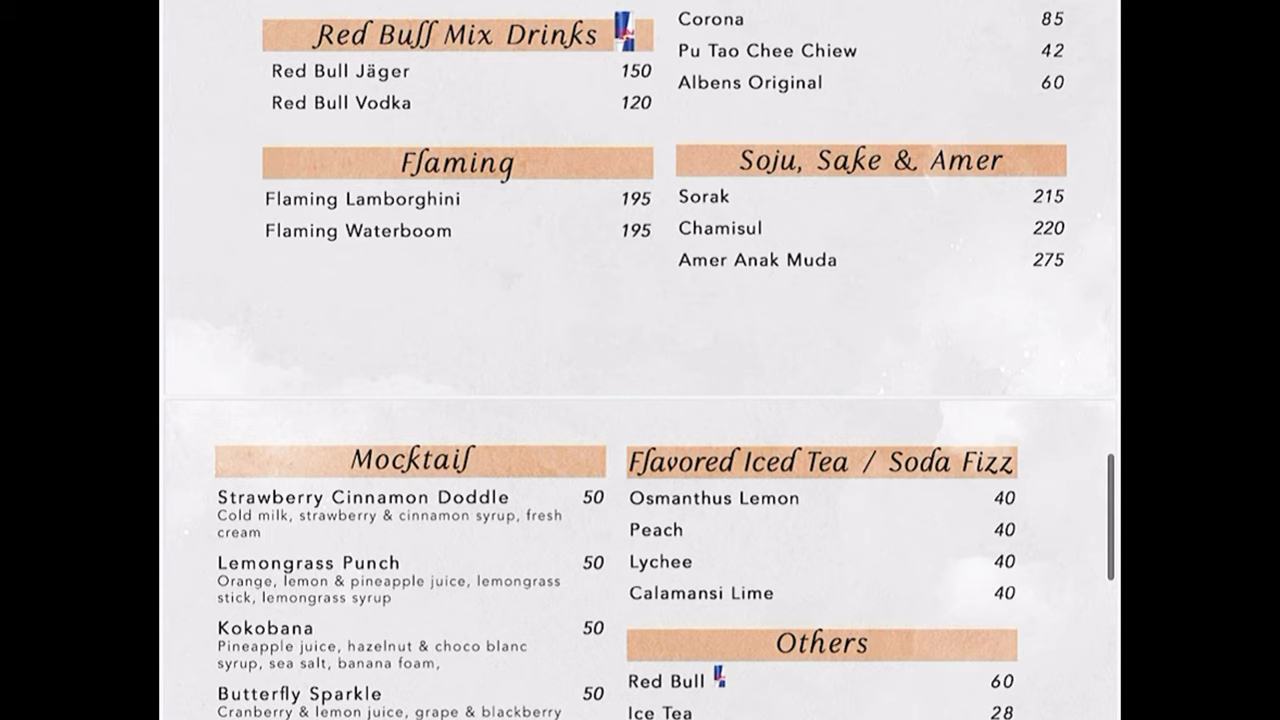 Red Bull Mix Drinks
Red Bull Jäger 150
Red Bull Vodka 120
Flaming
Flaming Lamborghini 195
Flaming Waterboom 195
Corona 85
Pu Tao Chee Chiew 42
Albens Original 60
Soju, Sake & Amer
Sorak 215
Chamisul 220
Amer Anak Muda 275
Mocktail
Strawberry Cinnamon Doddle 50
Cold milk, strawberry & cinnamon syrup, fresh
cream
Lemongrass Punch 50
Orange, lemon & pineapple juice, lemongrass
stick, lemongrass syrup
Kokobana 50
Pineapple juice, hazelnut & choco blanc
syrup, sea salt, banana foam,
Butterfly Sparkle 50
Cranberry & lemon juice, grape & blackberry
Flavored Iced Tea / Soda Fizz
Osmanthus Lemon 40
Peach 40
Lychee 40
Calamansi Lime 40
Others
Red Bull 60
Ice Tea 28